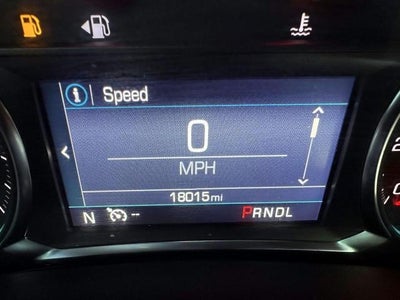 i Speed
0
MPH
18015mi
N -- PRNDL